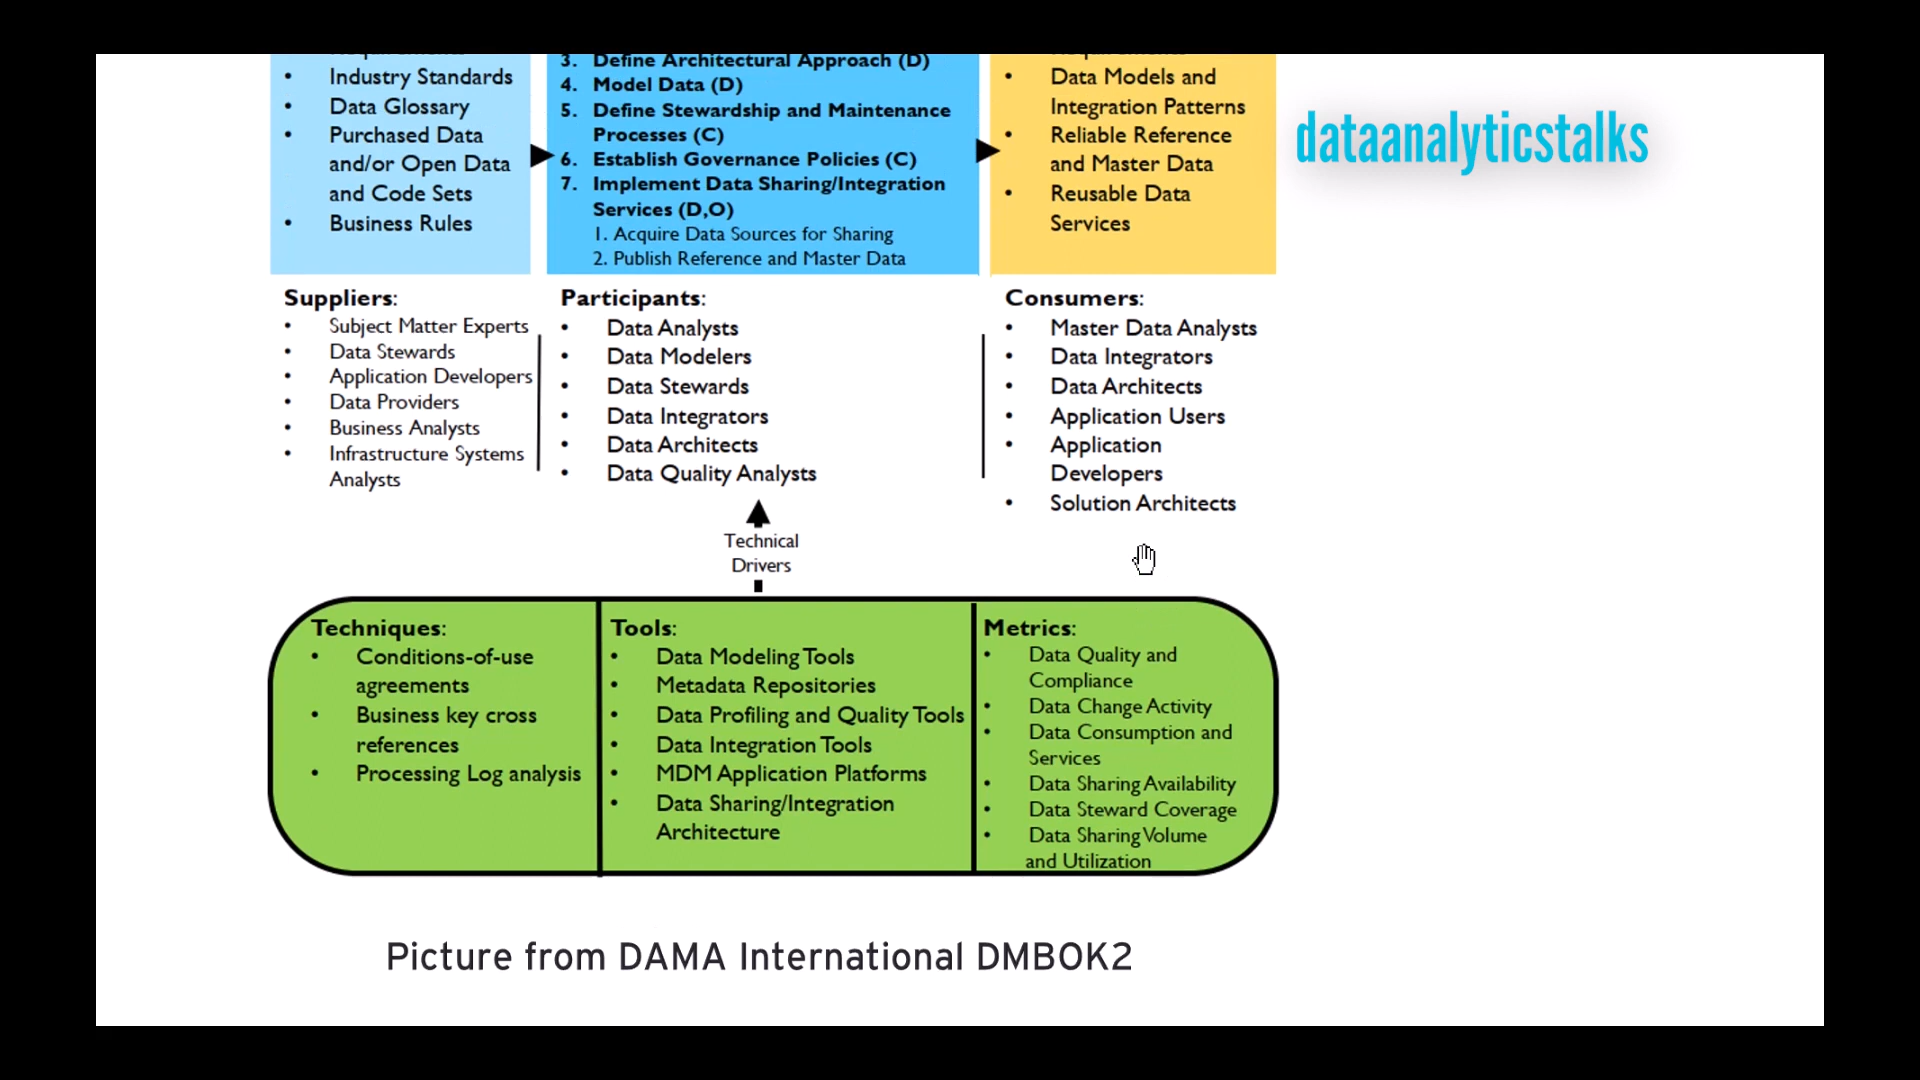 • Industry Standards
• Data Glossary
• Purchased Data
and/or Open Data
and Code Sets
• Business Rules
3. Define Architectural Approach (D)
4. Model Data (D)
5. Define Stewardship and Maintenance
Processes (C)
6. Establish Governance Policies (C)
7. Implement Data Sharing/Integration
Services (D,O)
1. Acquire Data Sources for Sharing
2. Publish Reference and Master Data
• Data Models and
Integration Patterns
• Reliable Reference
and Master Data
• Reusable Data
Services
dataanalyticstalks
Suppliers:
• Subject Matter Experts
• Data Stewards
• Application Developers
• Data Providers
• Business Analysts
• Infrastructure Systems
Analysts
Participants:
• Data Analysts
• Data Modelers
• Data Stewards
• Data Integrators
• Data Architects
• Data Quality Analysts
Consumers:
• Master Data Analysts
• Data Integrators
• Data Architects
• Application Users
• Application
Developers
• Solution Architects
Technical
Drivers
Techniques:
• Conditions-of-use
agreements
• Business key cross
references
• Processing Log analysis
Tools:
• Data Modeling Tools
• Metadata Repositories
• Data Profiling and Quality Tools
• Data Integration Tools
• MDM Application Platforms
• Data Sharing/Integration
Architecture
Metrics:
• Data Quality and
Compliance
• Data Change Activity
• Data Consumption and
Services
• Data Sharing Availability
• Data Steward Coverage
• Data Sharing Volume
and Utilization
Picture from DAMA International DMBOK2